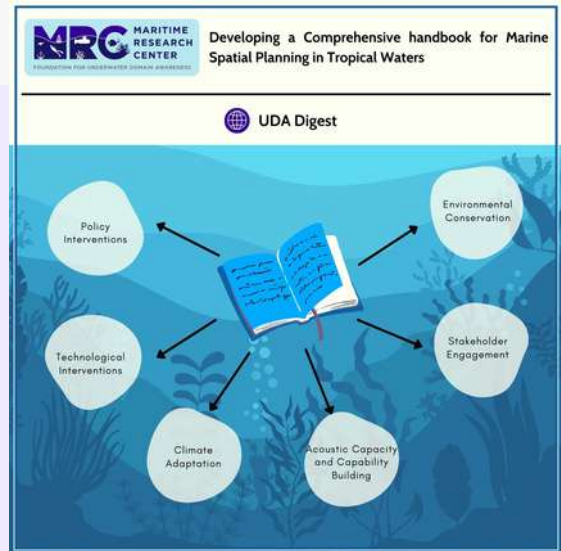 MRC MARITIME
RESEARCH
CENTER
FOUNDATION FOR UNDERWATER DOMAIN AWARENESS
Developing a Comprehensive handbook for Marine
Spatial Planning in Tropical Waters
UDA Digest
Policy
Interventions
Environmental
Conservation
Technological
Interventions
Stakeholder
Engagement
Climate
Adaptation
Acoustic Capacity
and Capability
Building